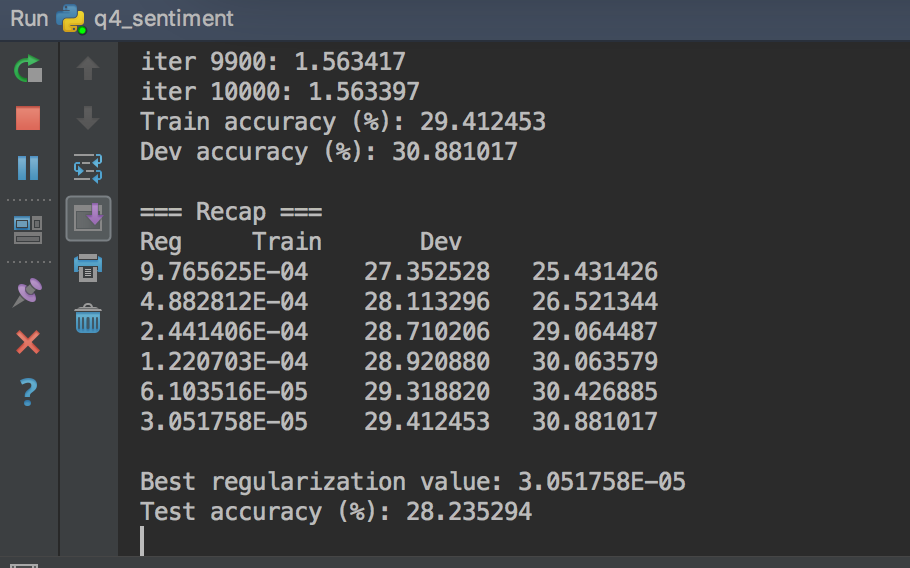 Run q4_sentiment
iter 9900: 1.563417
iter 10000: 1.563397
Train accuracy (%): 29.412453
Dev accuracy (%): 30.881017
=== Recap ===
Reg Train Dev
9.765625E-04 27.352528 25.431426
4.882812E-04 28.113296 26.521344
2.441406E-04 28.710206 29.064487
1.220703E-04 28.920880 30.063579
6.103516E-05 29.318820 30.426885
3.051758E-05 29.412453 30.881017
Best regularization value: 3.051758E-05
Test accuracy (%): 28.235294